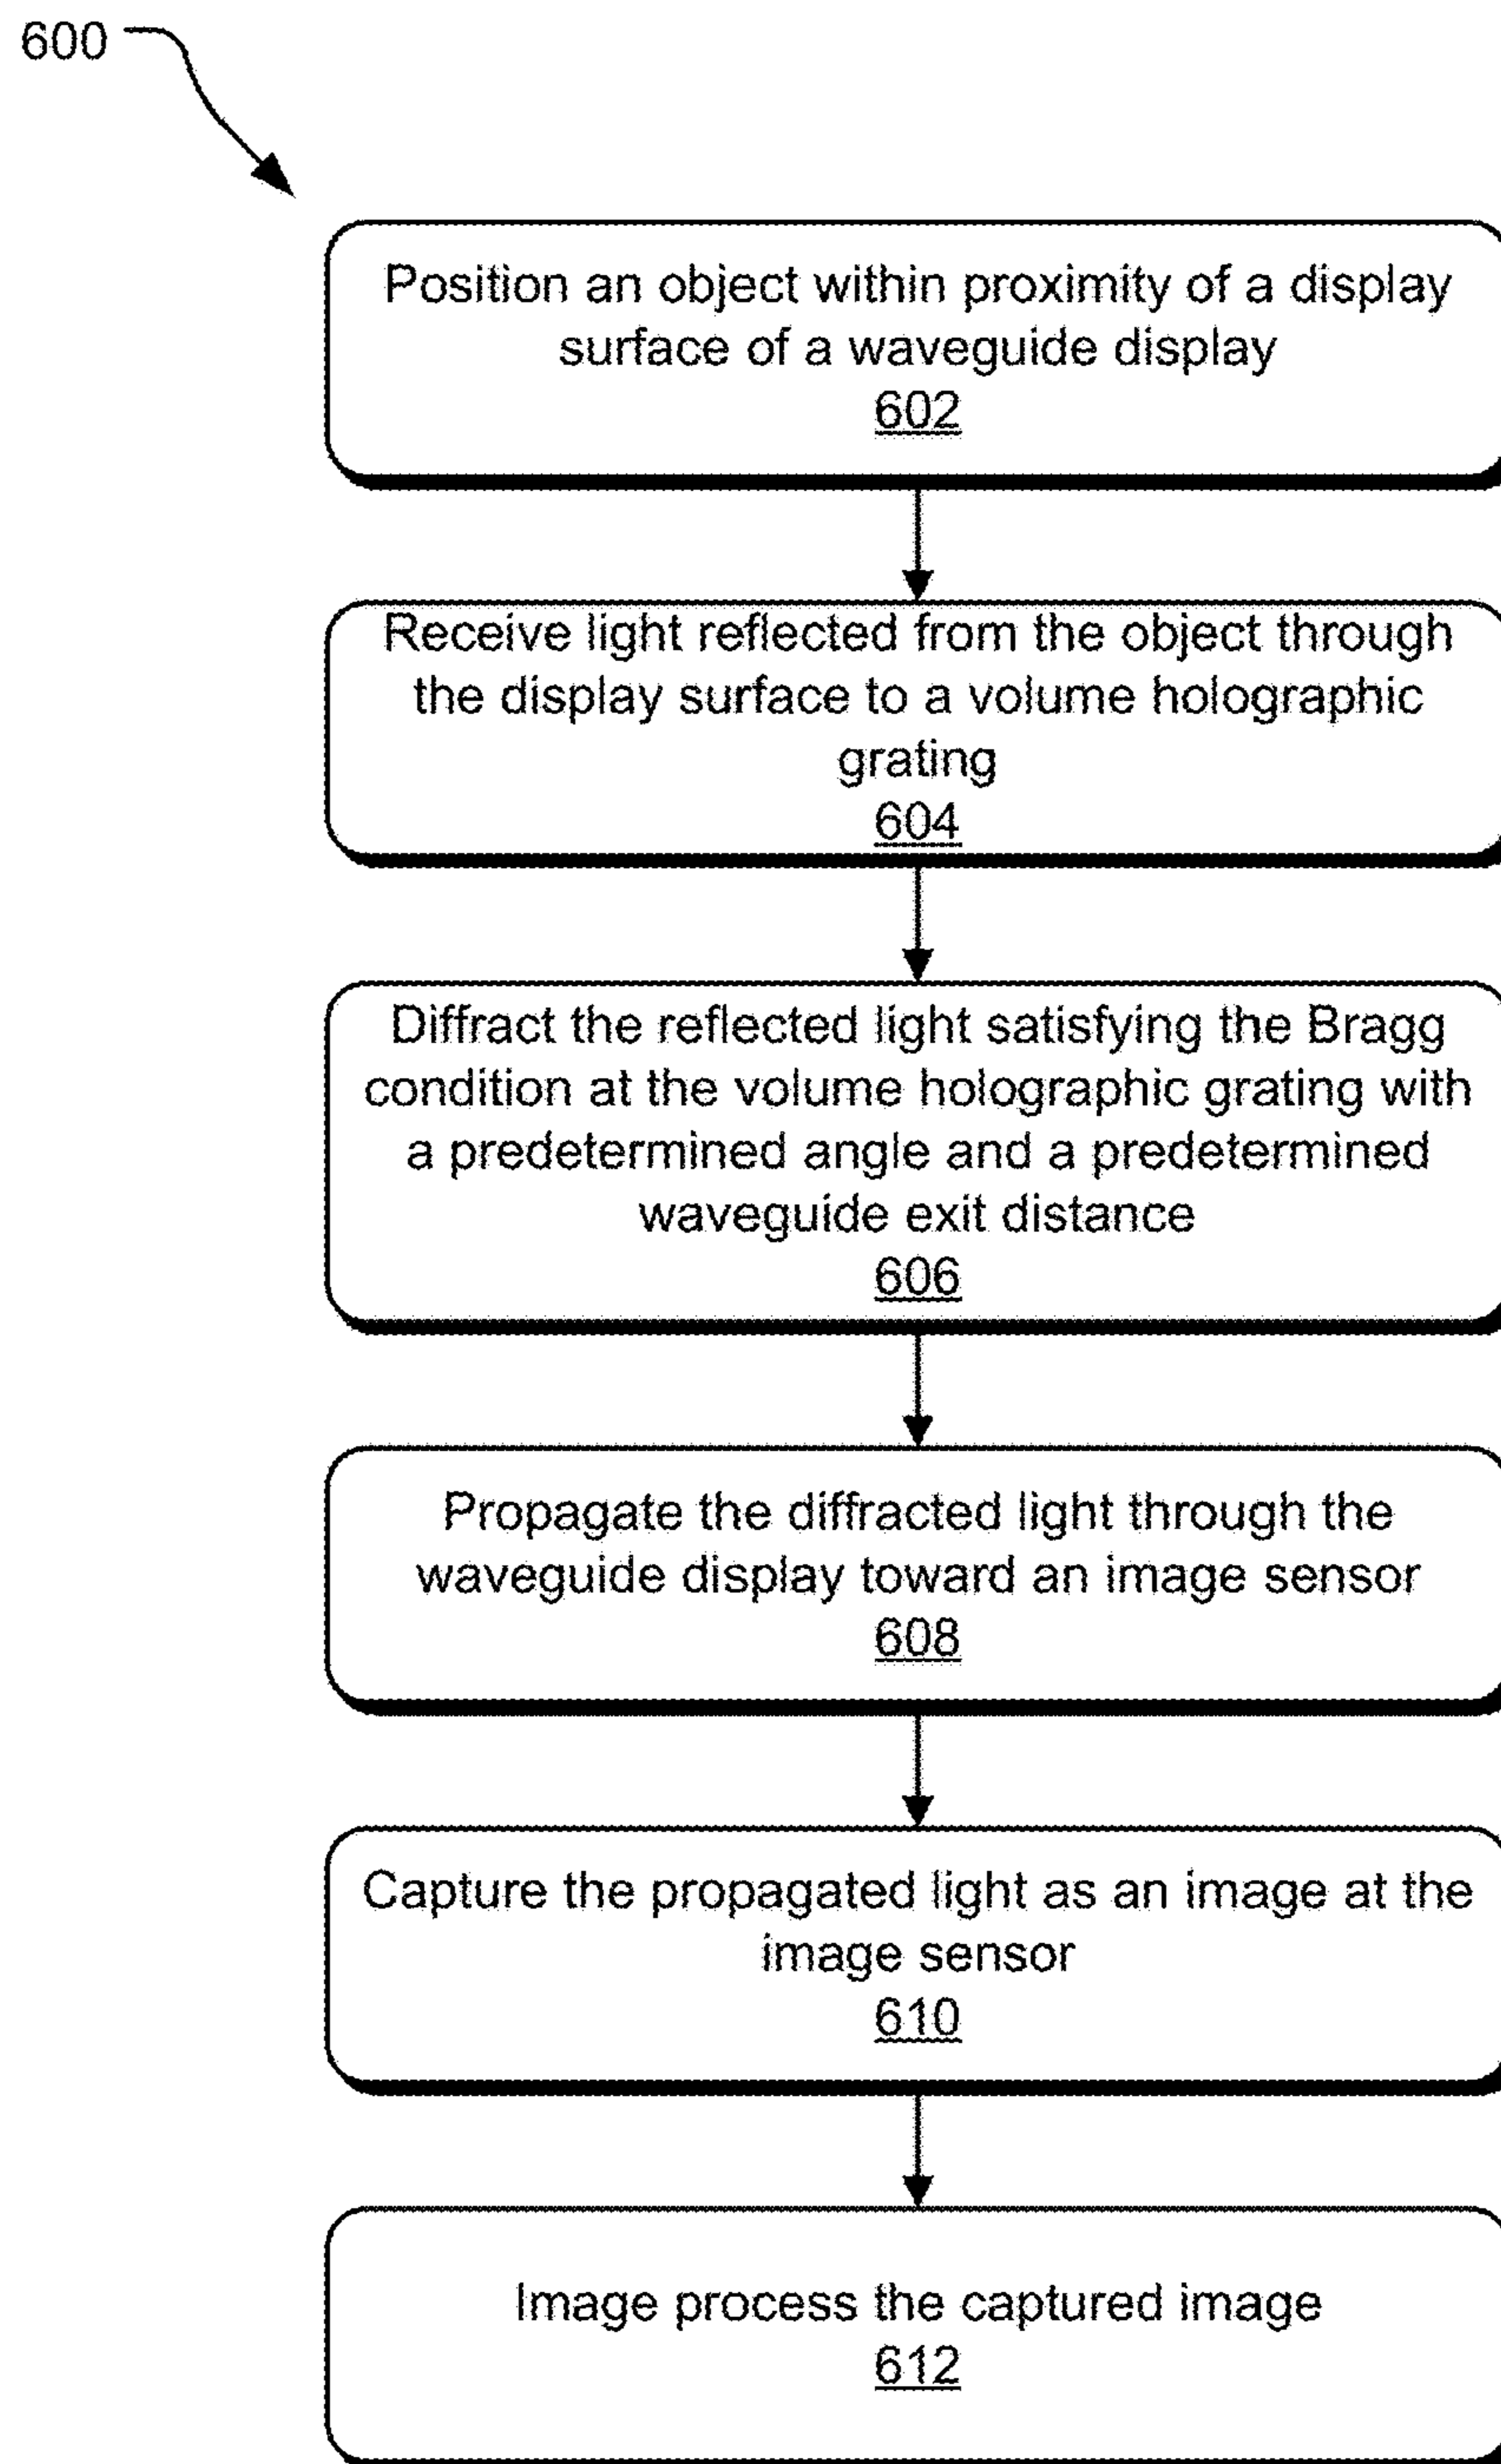 600
Position an object within proximity of a display
surface of a waveguide display
602
Receive light reflected from the object through
the display surface to a volume holographic
grating
604
Diffract the reflected light satisfying the Bragg
condition at the volume holographic grating with
a predetermined angle and a predetermined
waveguide exit distance
606
Propagate the diffracted light through the
waveguide display toward an image sensor
608
Capture the propagated light as an image at the
image sensor
610
Image process the captured image
612